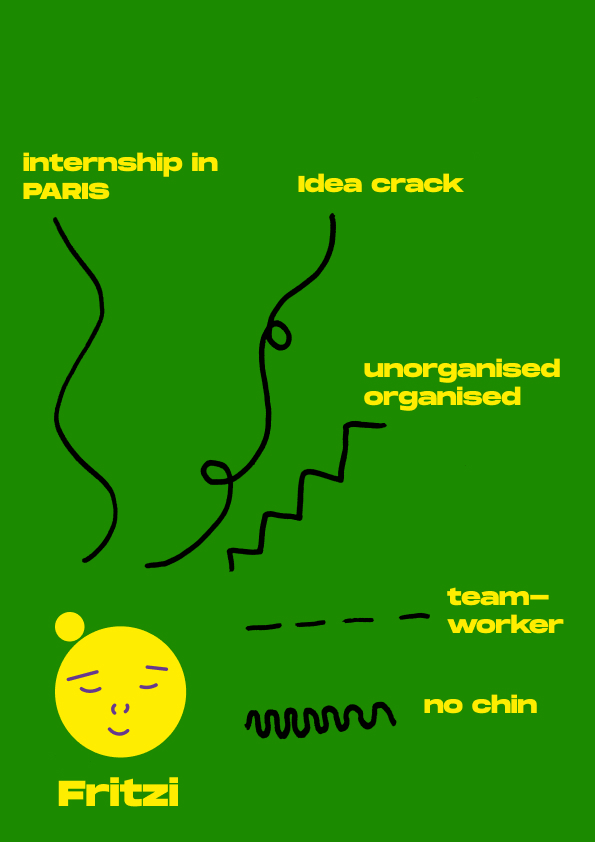 internship in
PARIS
Idea crack
unorganised
organised
team-
worker
no chin
Fritzi